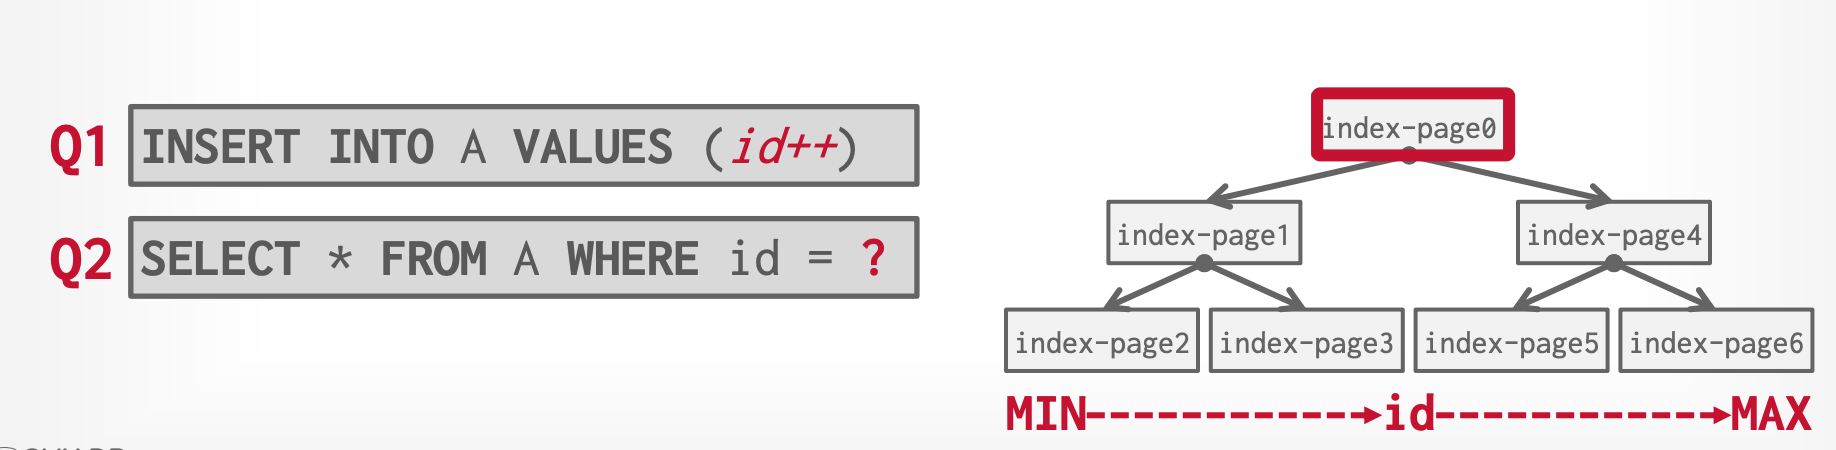 Q1 INSERT INTO A VALUES (id++)
Q2 SELECT * FROM A WHERE id = ?
index-page0
index-page1 index-page4
index-page2 index-page3 index-page5 index-page6
MIN id MAX